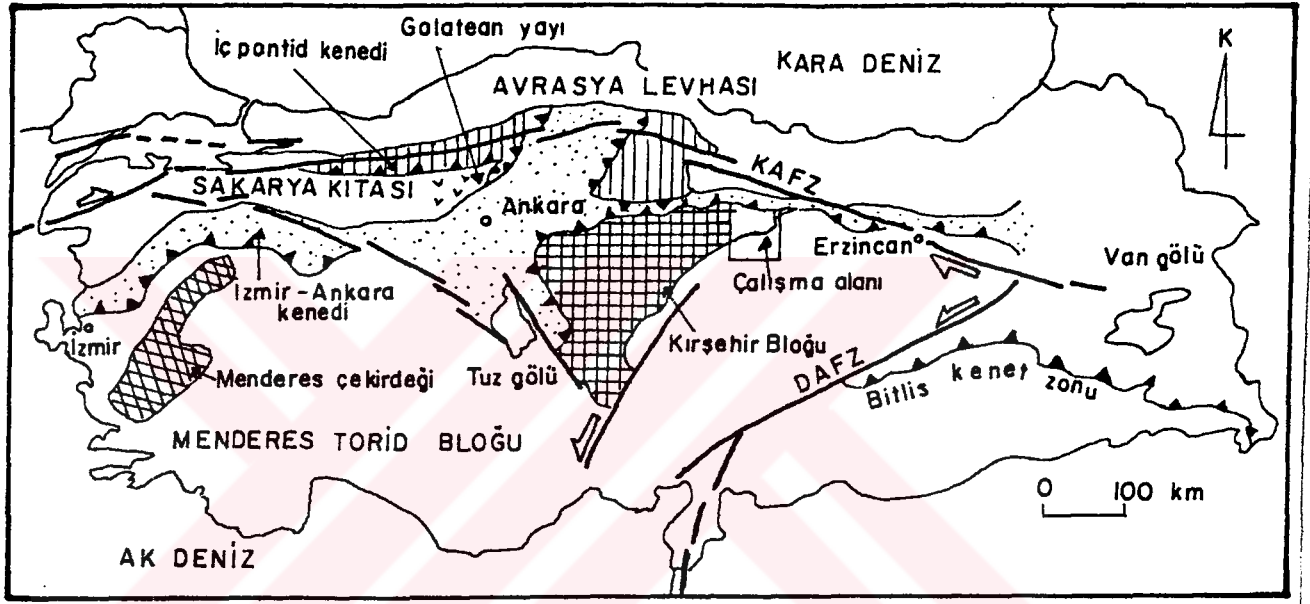 Galatean yayı
İç pontid kenedi
KARA DENİZ
K
AVRASYA LEVHASI
KAFZ
SAKARYA KITASI
Ankara
Erzincan
Van gölü
Çalışma alanı
İzmir-Ankara
kenedi
İzmir
Kırşehir Bloğu
Menderes çekirdeği
Tuz gölü
DAFZ
Bitlis kenet zonu
MENDERES TORİD BLOĞU
0 100 km
AK DENİZ